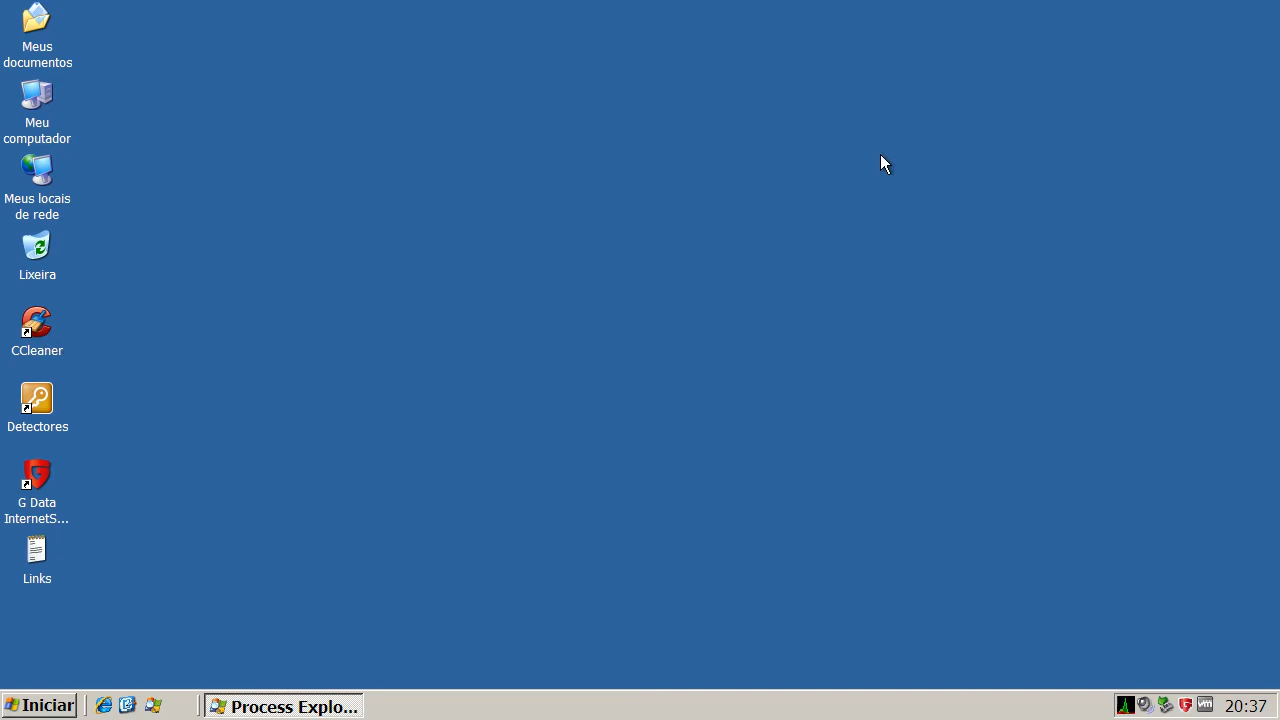 Meus
documentos
Meu
computador
Meus locais
de rede
Lixeira
CCleaner
Detectores
G Data
InternetS...
Links
Iniciar
Process Explo...
vm
20:37